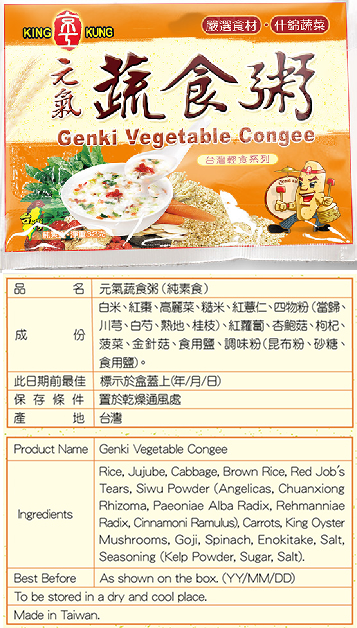 KING 京 KUNG
嚴選食材・什錦蔬菜
元氣 蔬食粥
Genki Vegetable Congee
台灣輕食系列
品名 元氣蔬食粥（純素食）
成份 白米、紅棗、高麗菜、糙米、紅薏仁、四物粉（當歸、
川芎、白芍、熟地、桂枝）、紅蘿蔔、杏鮑菇、枸杞、
菠菜、金針菇、食用鹽、調味粉（昆布粉、砂糖、
食用鹽）。
此日期前最佳 標示於盒蓋上(年/月/日)
保存條件 置於乾燥通風處
產地 台灣
Product Name Genki Vegetable Congee
Ingredients Rice, Jujube, Cabbage, Brown Rice, Red Job's
Tears, Siwu Powder (Angelicas, Chuanxiong
Rhizoma, Paeoniae Alba Radix, Rehmanniae
Radix, Cinnamoni Ramulus), Carrots, King Oyster
Mushrooms, Goji, Spinach, Enokitake, Salt,
Seasoning (Kelp Powder, Sugar, Salt).
Best Before As shown on the box. (YY/MM/DD)
To be stored in a dry and cool place.
Made in Taiwan.